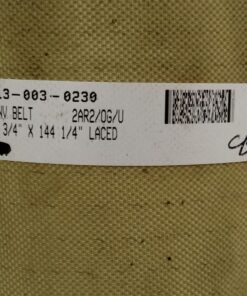 13-003-0230
NV BELT 2AR2/OG/U
3/4" X 144 1/4" LACED